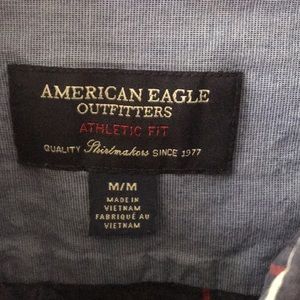 AMERICAN EAGLE
OUTFITTERS
ATHLETIC FIT
QUALITY Shirtmakers SINCE 1977
M/M
MADE IN
VIETNAM
FABRIQUÉ AU
VIETNAM